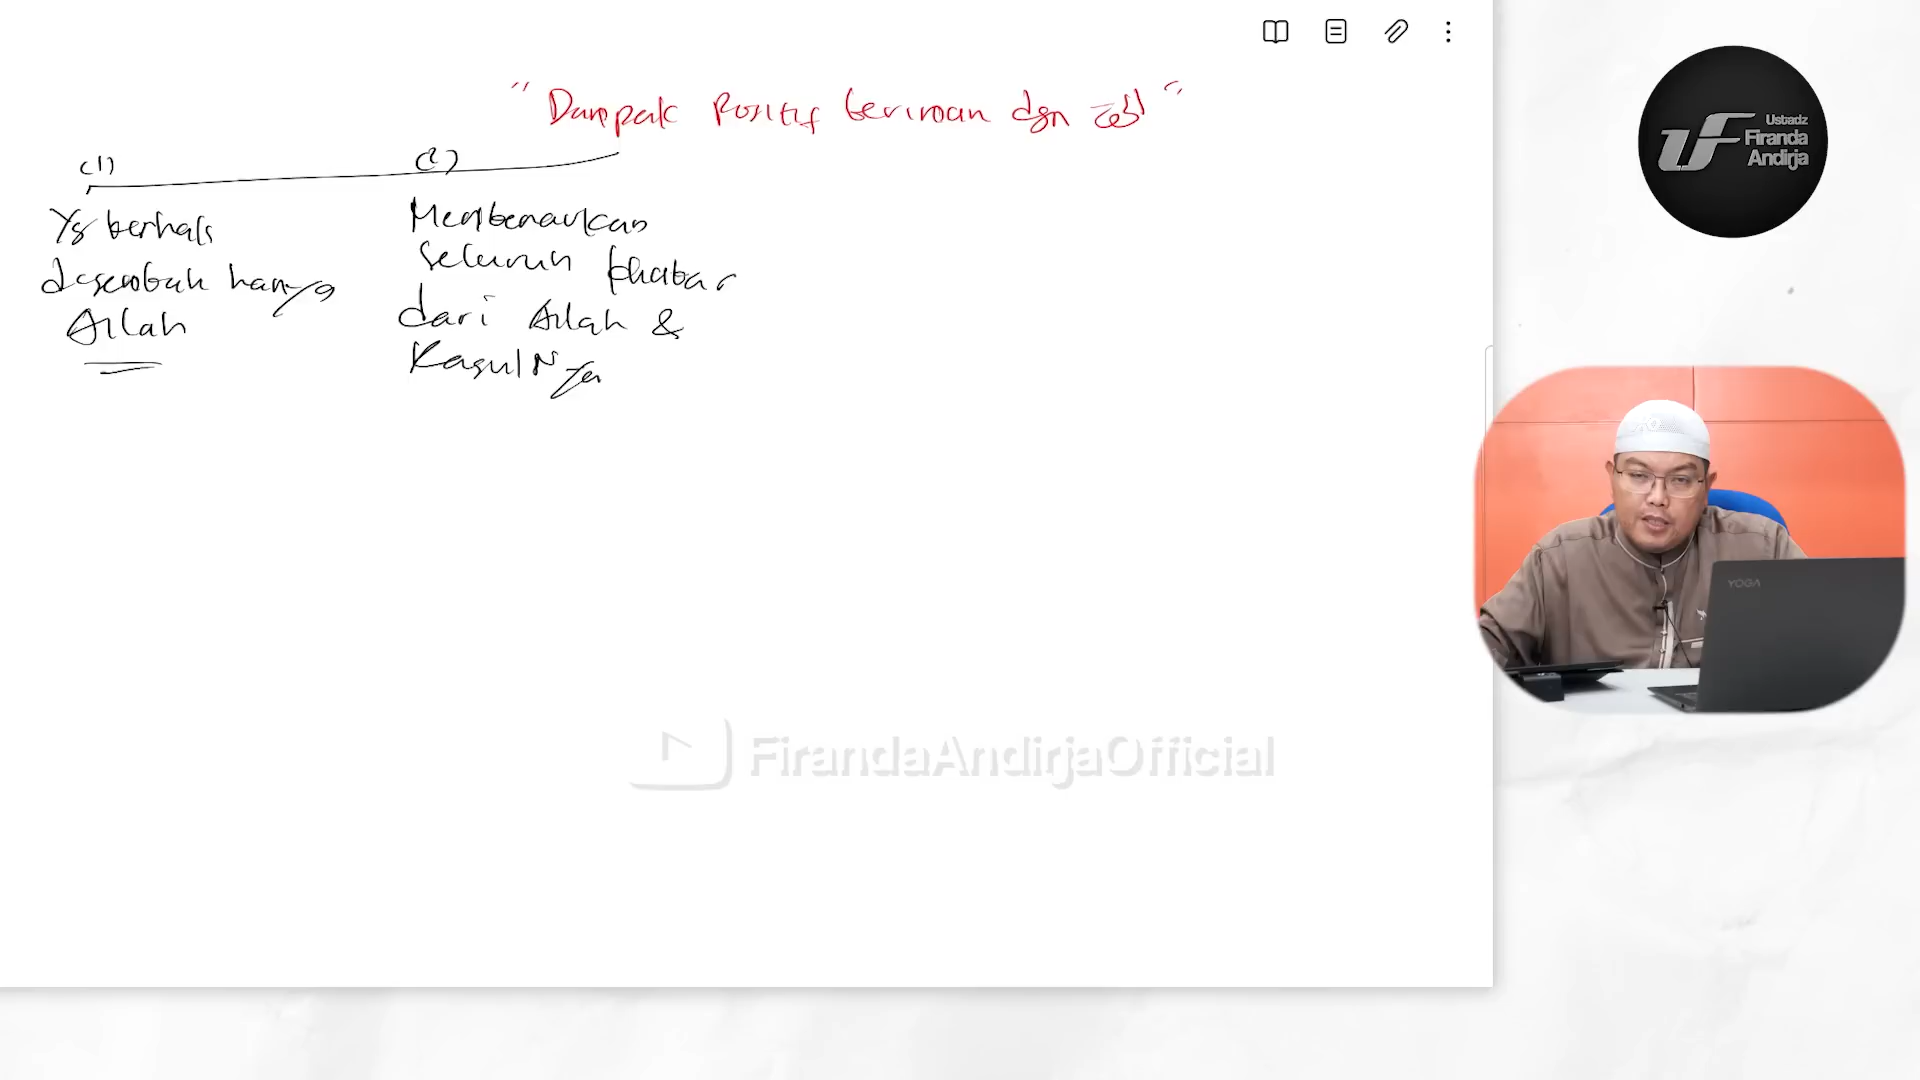 "Dampak Positif beriman dgn"
(1)
(2)
Yg berhak
disembah hanya
Allah
Membenarkan
seluruh khabar
dari Allah &
RasulNya
Ustadz
Firanda
Andirja
YOGA
FirandaAndirjaOfficial